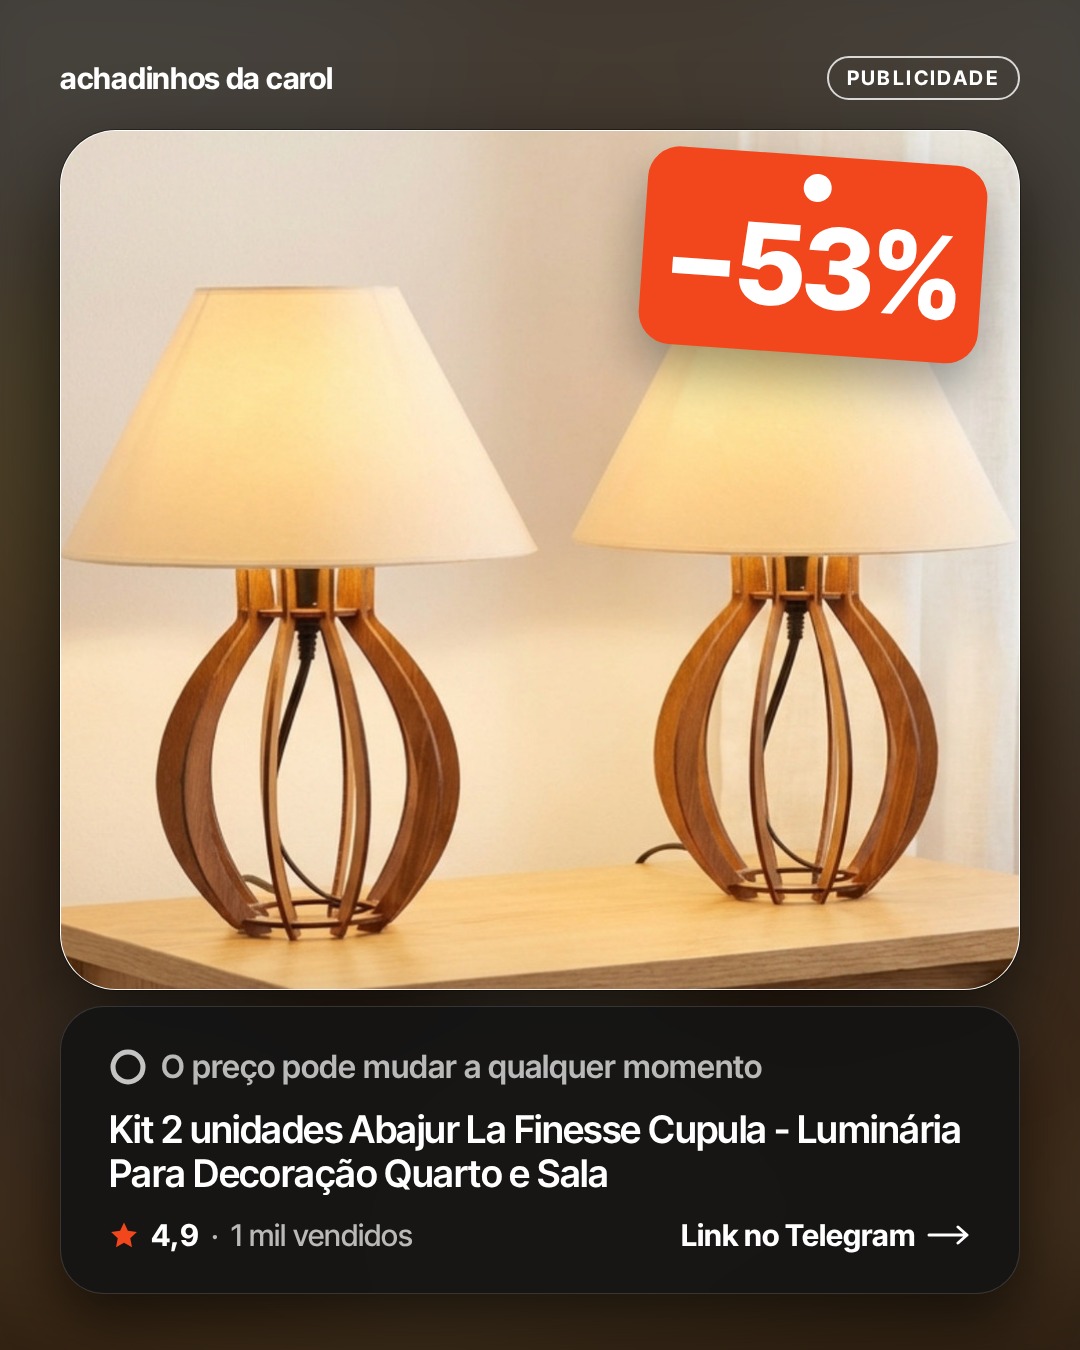 achadinhos da carol
PUBLICIDADE
–53%
O preço pode mudar a qualquer momento
Kit 2 unidades Abajur La Finesse Cupula - Luminária
Para Decoração Quarto e Sala
4,9 · 1 mil vendidos
Link no Telegram →